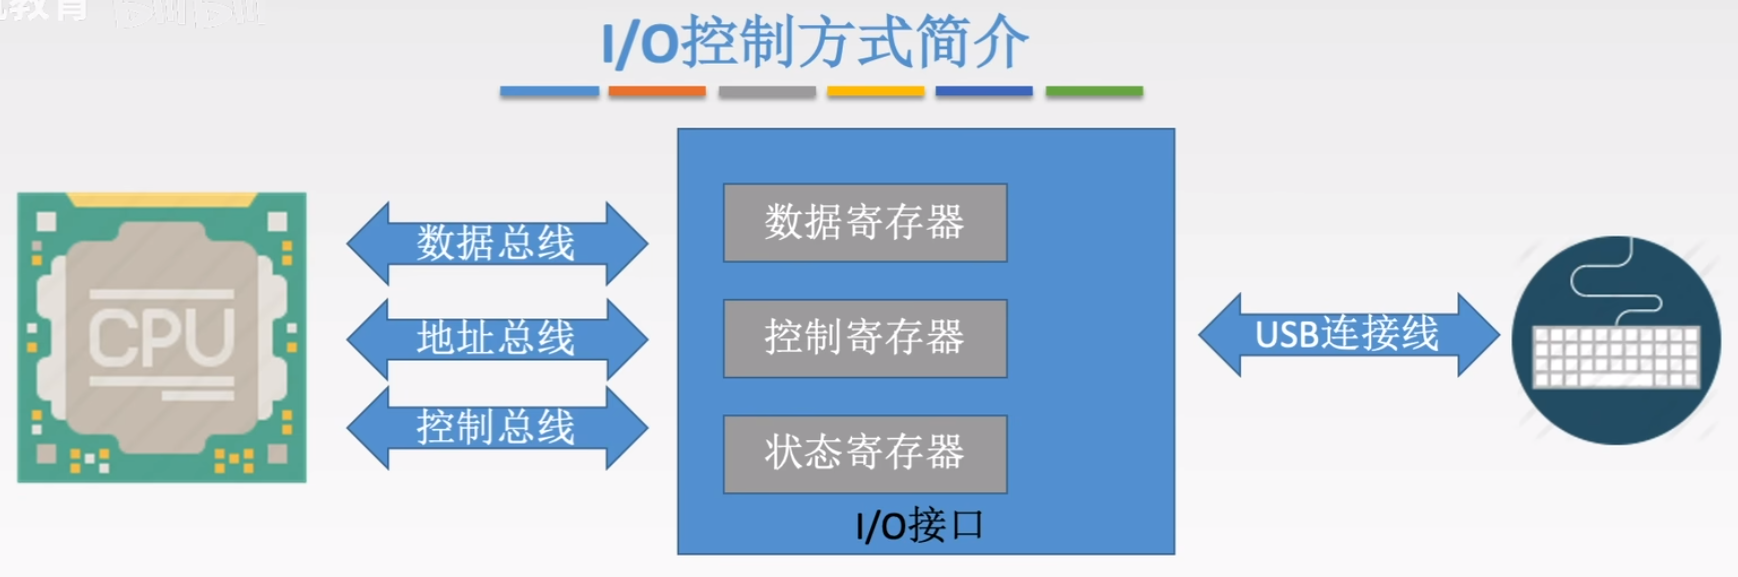 教育 bilibili
I/O控制方式简介
CPU
数据总线
地址总线
控制总线
数据寄存器
控制寄存器
状态寄存器
I/O接口
USB连接线